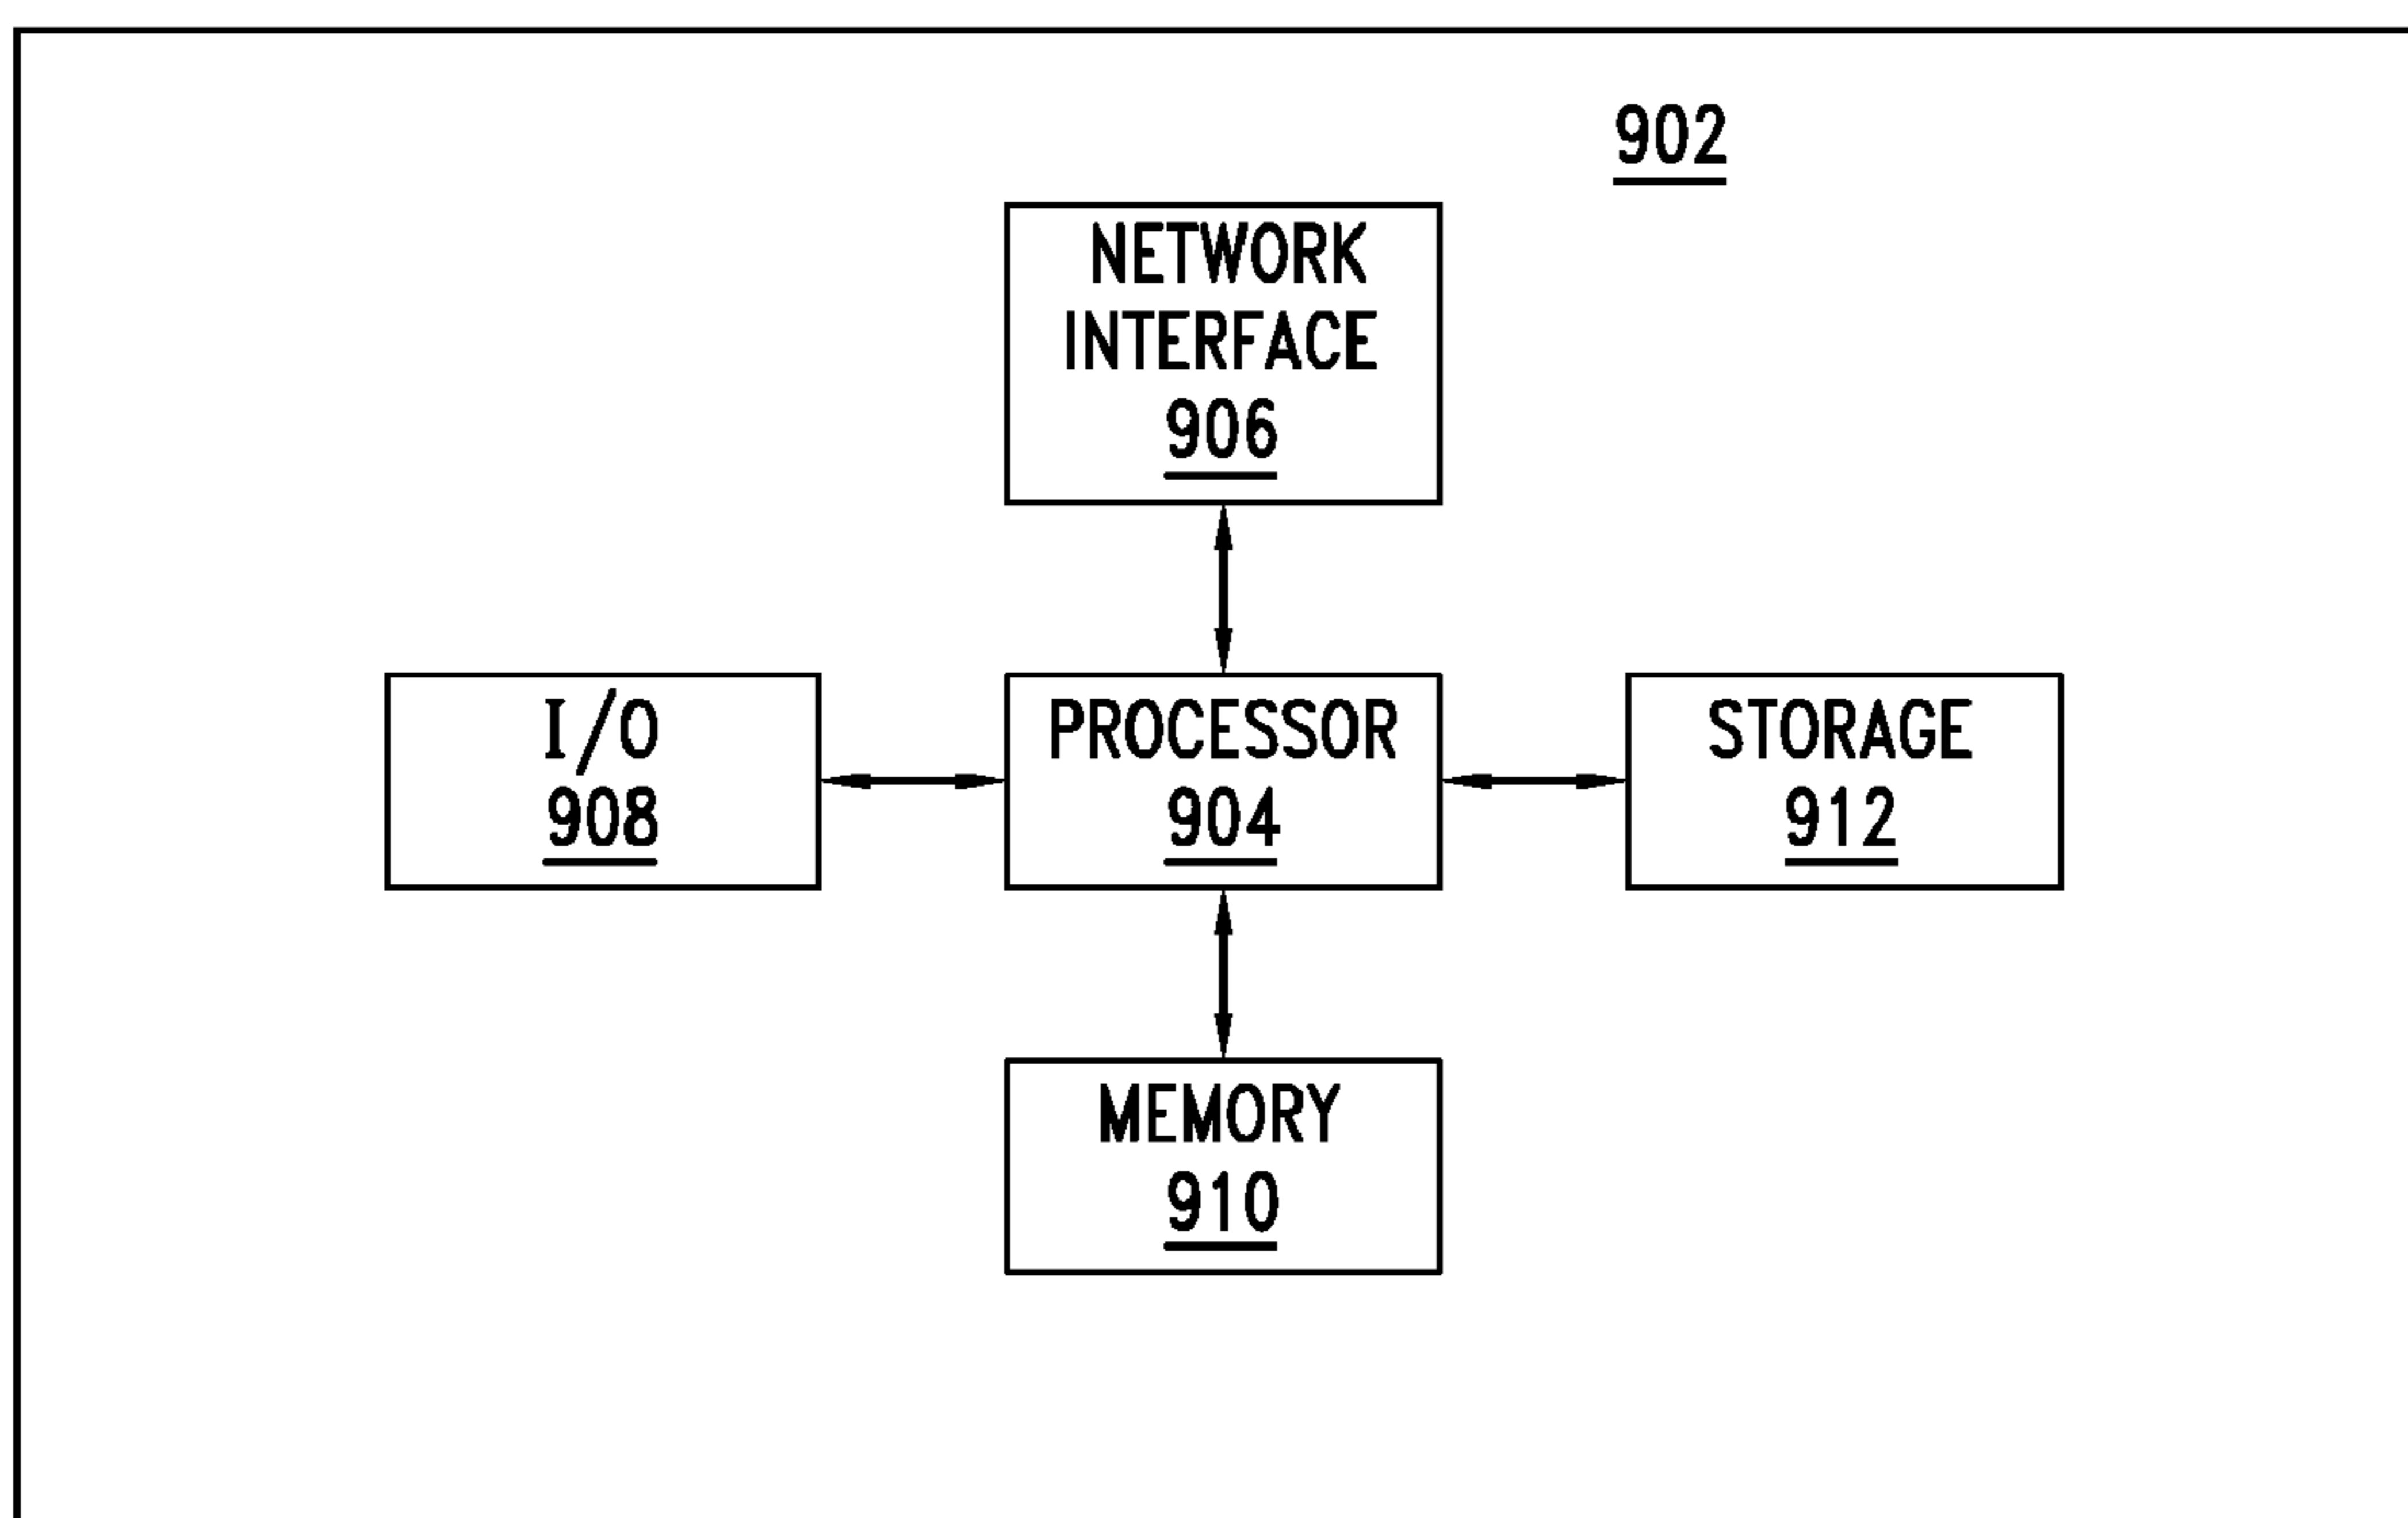 902
NETWORK
INTERFACE
906
I/O
908
PROCESSOR
904
STORAGE
912
MEMORY
910